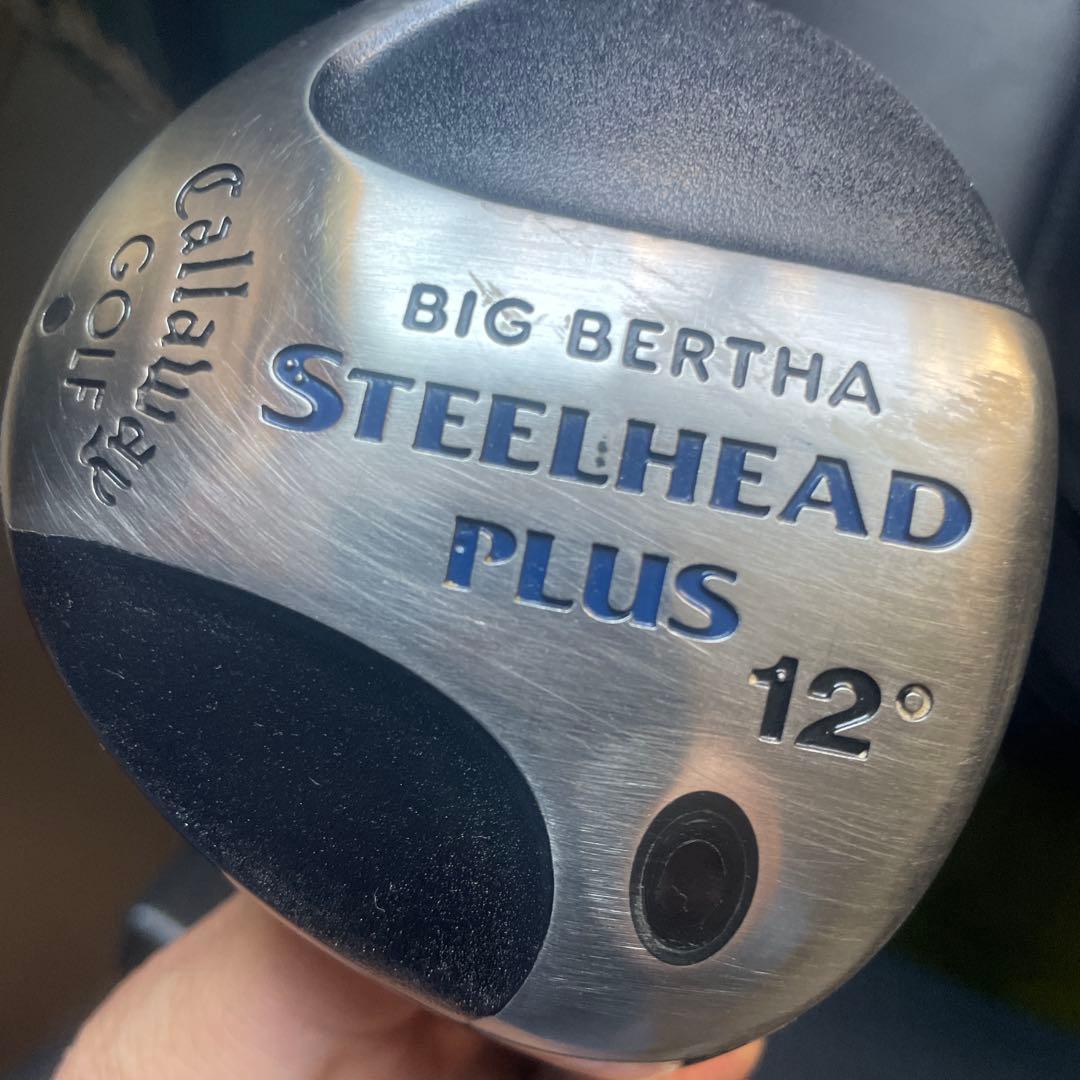 Callaway
GOLF
BIG BERTHA
STEELHEAD
PLUS
12°